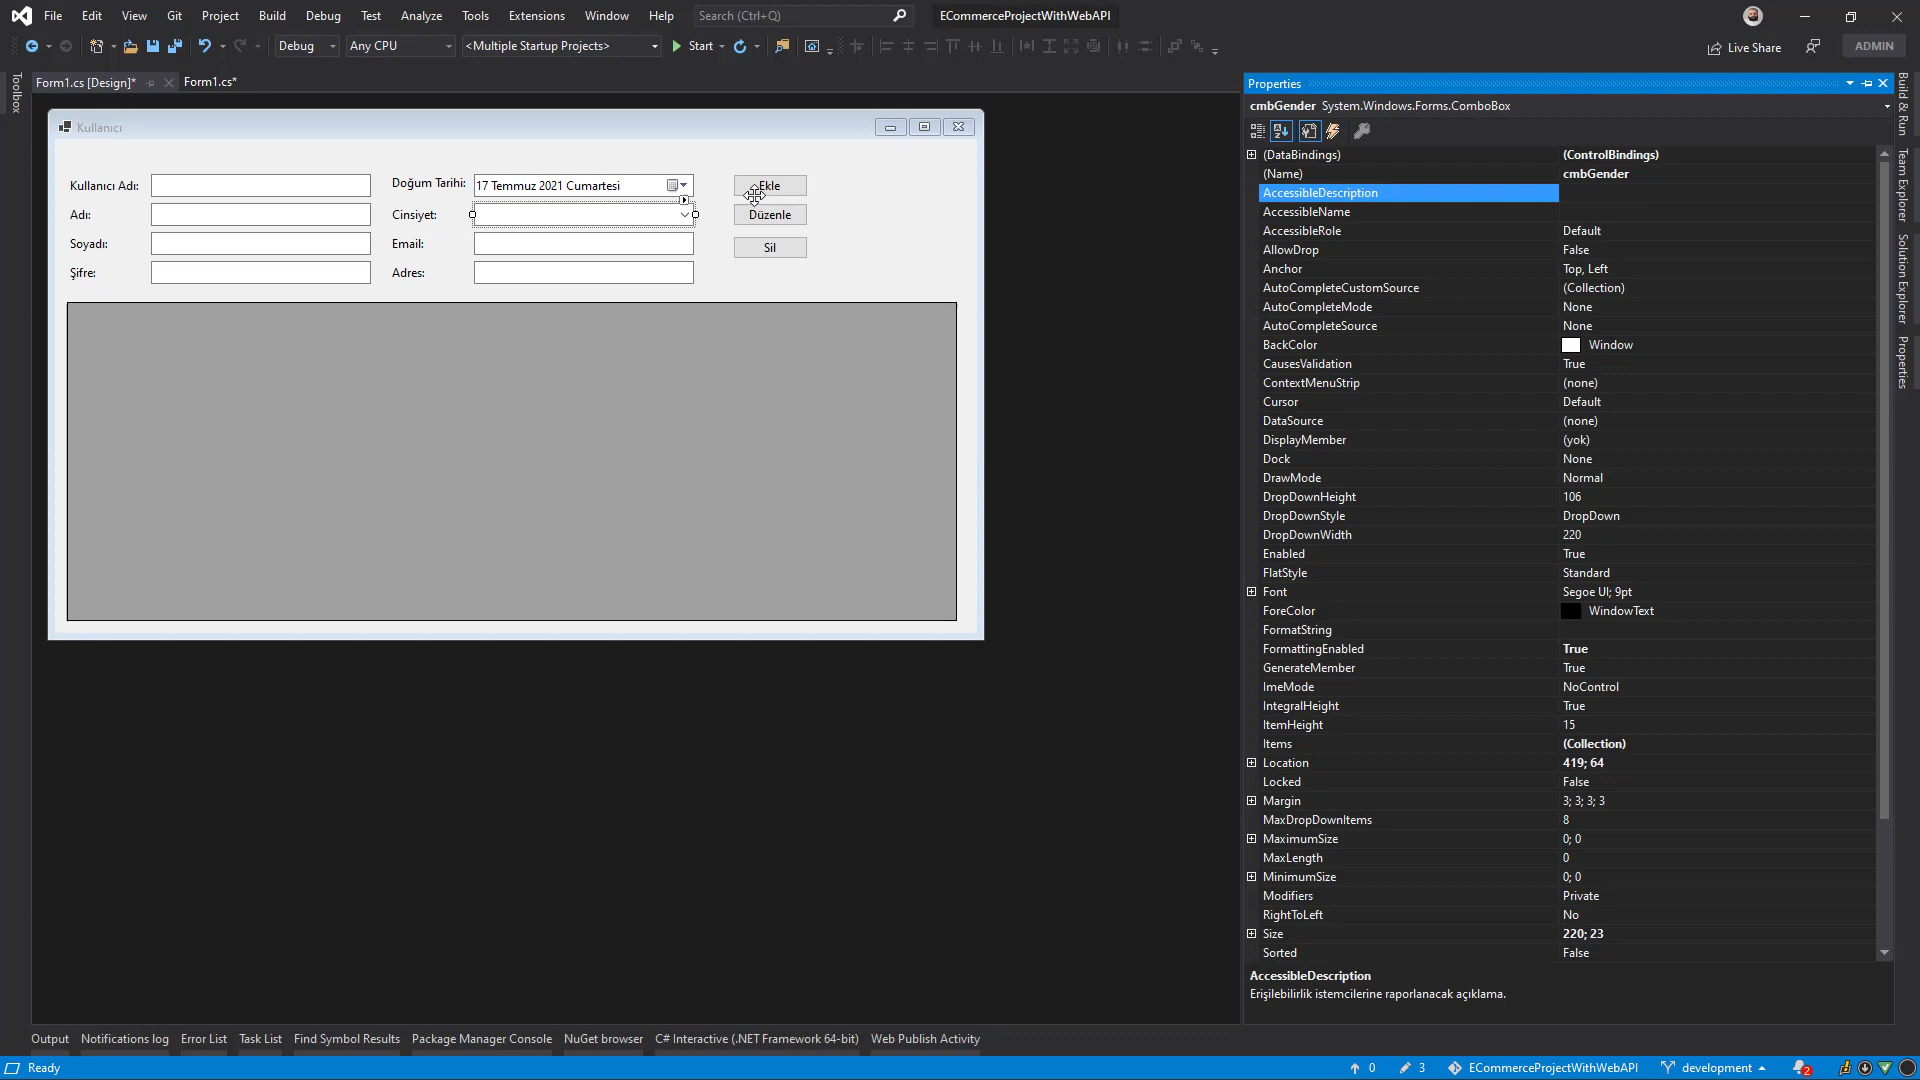 File Edit View Git Project Build Debug Test Analyze Tools Extensions Window Help Search (Ctrl+Q) ECommerceProjectWithWebAPI
Debug Any CPU <Multiple Startup Projects> Start Live Share ADMIN
Toolbox
Form1.cs [Design]* Form1.cs*
Kullanıcı
Kullanıcı Adı: Doğum Tarihi: 17 Temmuz 2021 Cumartesi Ekle
Adı: Cinsiyet: Düzenle
Soyadı: Email: Sil
Şifre: Adres:
Properties
cmbGender System.Windows.Forms.ComboBox
(DataBindings) (ControlBindings)
(Name) cmbGender
AccessibleDescription
AccessibleName
AccessibleRole Default
AllowDrop False
Anchor Top, Left
AutoCompleteCustomSource (Collection)
AutoCompleteMode None
AutoCompleteSource None
BackColor Window
CausesValidation True
ContextMenuStrip (none)
Cursor Default
DataSource (none)
DisplayMember (yok)
Dock None
DrawMode Normal
DropDownHeight 106
DropDownStyle DropDown
DropDownWidth 220
Enabled True
FlatStyle Standard
Font Segoe UI; 9pt
ForeColor WindowText
FormatString
FormattingEnabled True
GenerateMember True
ImeMode NoControl
IntegralHeight True
ItemHeight 15
Items (Collection)
Location 419; 64
Locked False
Margin 3; 3; 3; 3
MaxDropDownItems 8
MaximumSize 0; 0
MaxLength 0
MinimumSize 0; 0
Modifiers Private
RightToLeft No
Size 220; 23
Sorted False
AccessibleDescription
Erişilebilirlik istemcilerine raporlanacak açıklama.
Build & Run
Team Explorer
Solution Explorer
Properties
Output Notifications log Error List Task List Find Symbol Results Package Manager Console NuGet browser C# Interactive (.NET Framework 64-bit) Web Publish Activity
Ready 0 3 ECommerceProjectWithWebAPI development 2